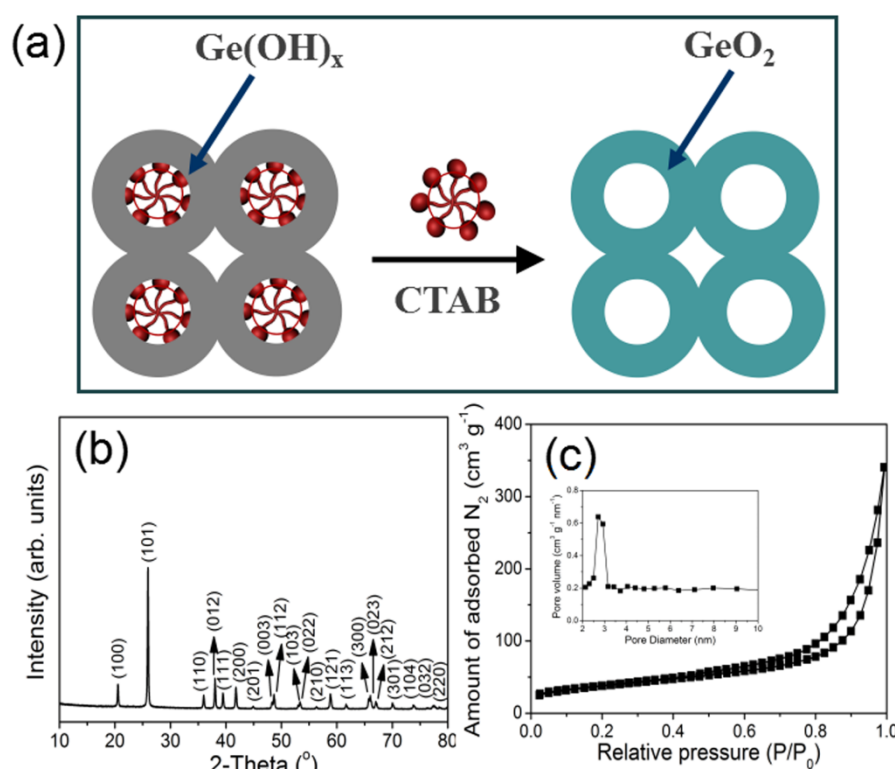 (a)
Ge(OH)ₓ
GeO₂
CTAB
(b)
Intensity (arb. units)
(100)
(101)
(110)
(012)
(111)
(200)
(201)
(003)
(112)
(103)
(022)
(210)
(121)
(113)
(300)
(023)
(212)
(301)
(104)
(032)
(220)
10 20 30 40 50 60 70 80
2-Theta (°)
(c)
Amount of adsorbed N₂ (cm³ g⁻¹)
400
300
200
100
0
Pore volume (cm³ g⁻¹ nm⁻¹)
0.8
0.6
0.4
0.2
0.0
2 3 4 5 6 7 8 9 10
Pore Diameter (nm)
0.0 0.2 0.4 0.6 0.8 1.0
Relative pressure (P/P₀)